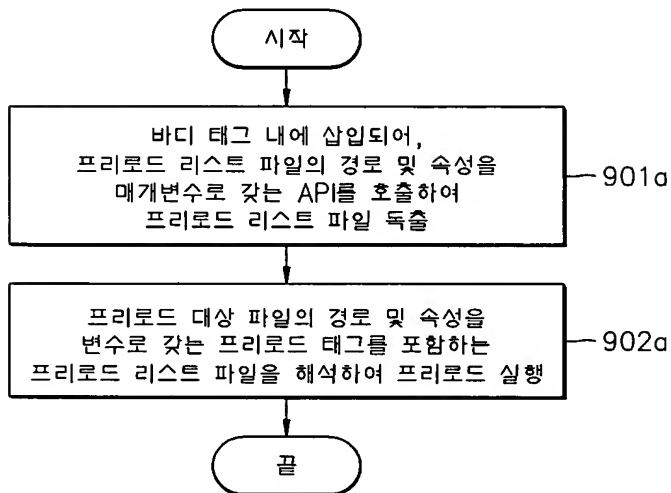 시작
바디 태그 내에 삽입되어,
프리로드 리스트 파일의 경로 및 속성을
매개변수로 갖는 API를 호출하여
프리로드 리스트 파일 독출
901a
프리로드 대상 파일의 경로 및 속성을
변수로 갖는 프리로드 태그를 포함하는
프리로드 리스트 파일을 해석하여 프리로드 실행
902a
끝